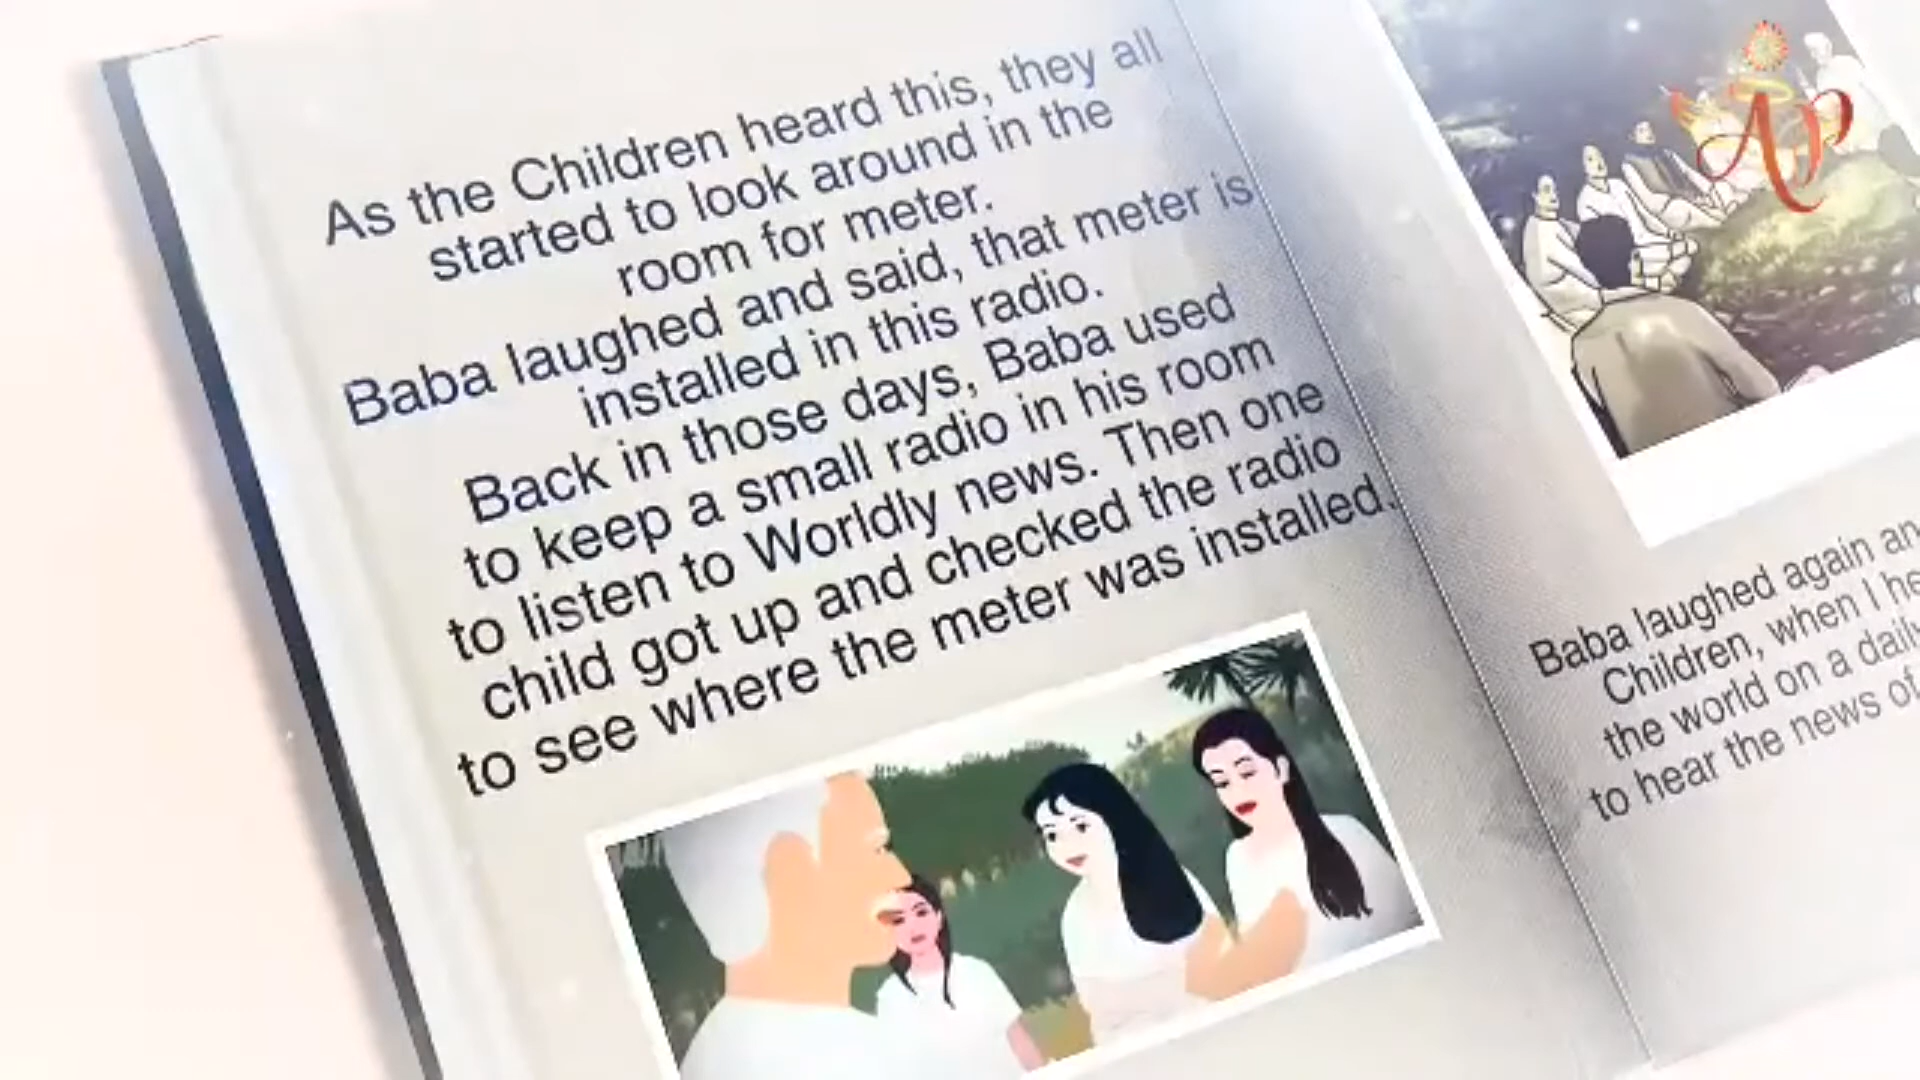 As the Children heard this, they all
started to look around in the
room for meter.
Baba laughed and said, that meter is
installed in this radio.
Back in those days, Baba used
to keep a small radio in his room
to listen to Worldly news. Then one
child got up and checked the radio
to see where the meter was installed.
Baba laughed again
Children, when I
the world on a daily
to hear the news of
AP